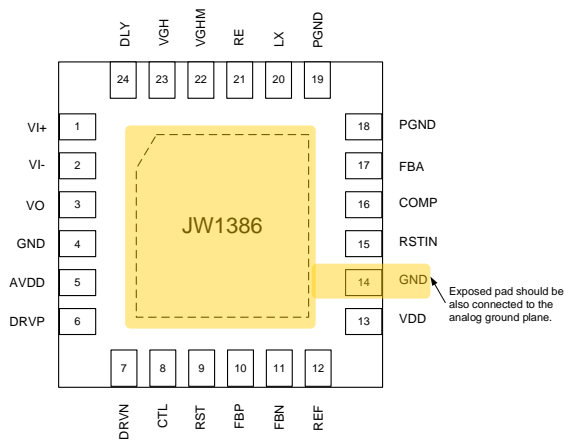 DLY
VGH
VGHM
RE
LX
PGND
24
23
22
21
20
19
VI+ 1
18 PGND
VI- 2
17 FBA
VO 3
16 COMP
JW1386
GND 4
15 RSTIN
AVDD 5
14 GND
Exposed pad should be
also connected to the
analog ground plane.
DRVP 6
13 VDD
7
8
9
10
11
12
DRVN
CTL
RST
FBP
FBN
REF